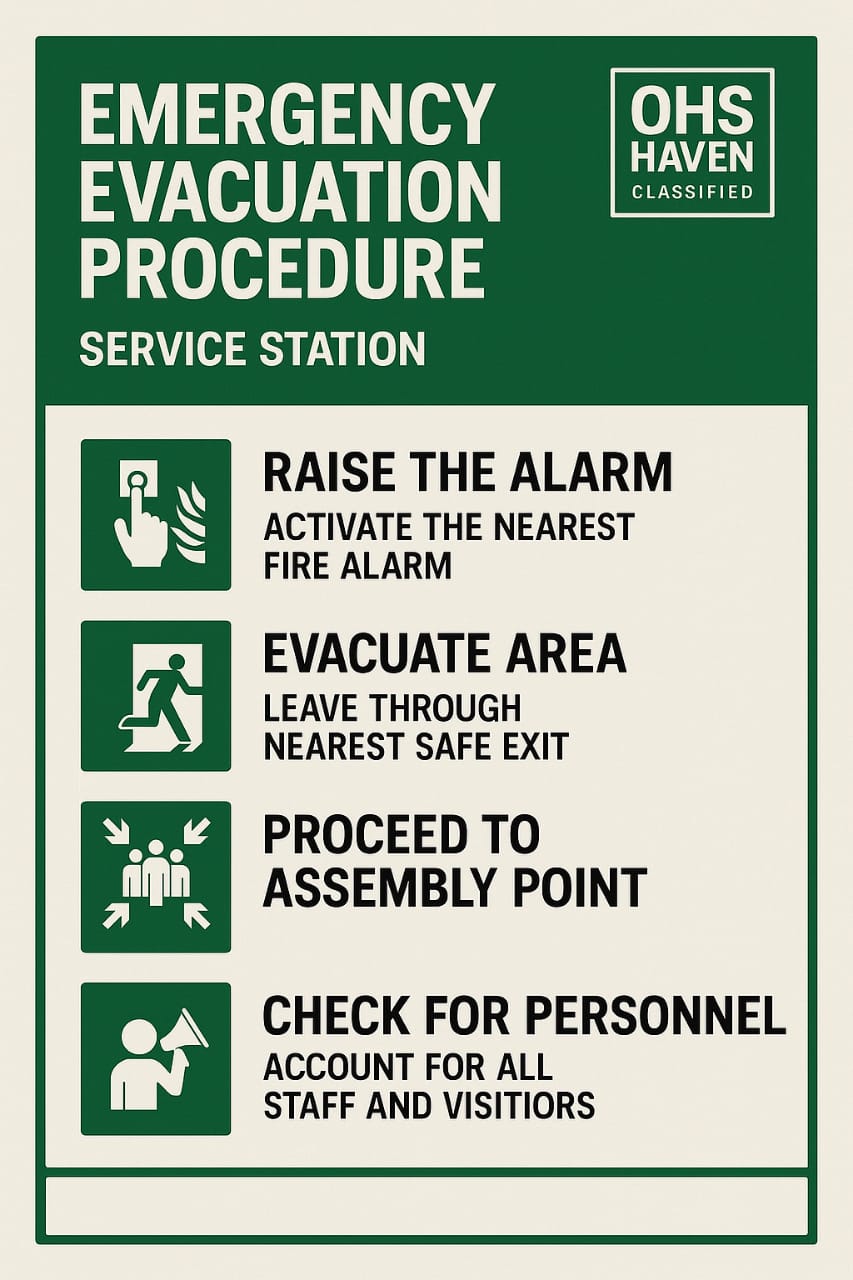 EMERGENCY
EVACUATION
PROCEDURE
SERVICE STATION
OHS
HAVEN
CLASSIFIED
RAISE THE ALARM
ACTIVATE THE NEAREST
FIRE ALARM
EVACUATE AREA
LEAVE THROUGH
NEAREST SAFE EXIT
PROCEED TO
ASSEMBLY POINT
CHECK FOR PERSONNEL
ACCOUNT FOR ALL
STAFF AND VISITIORS